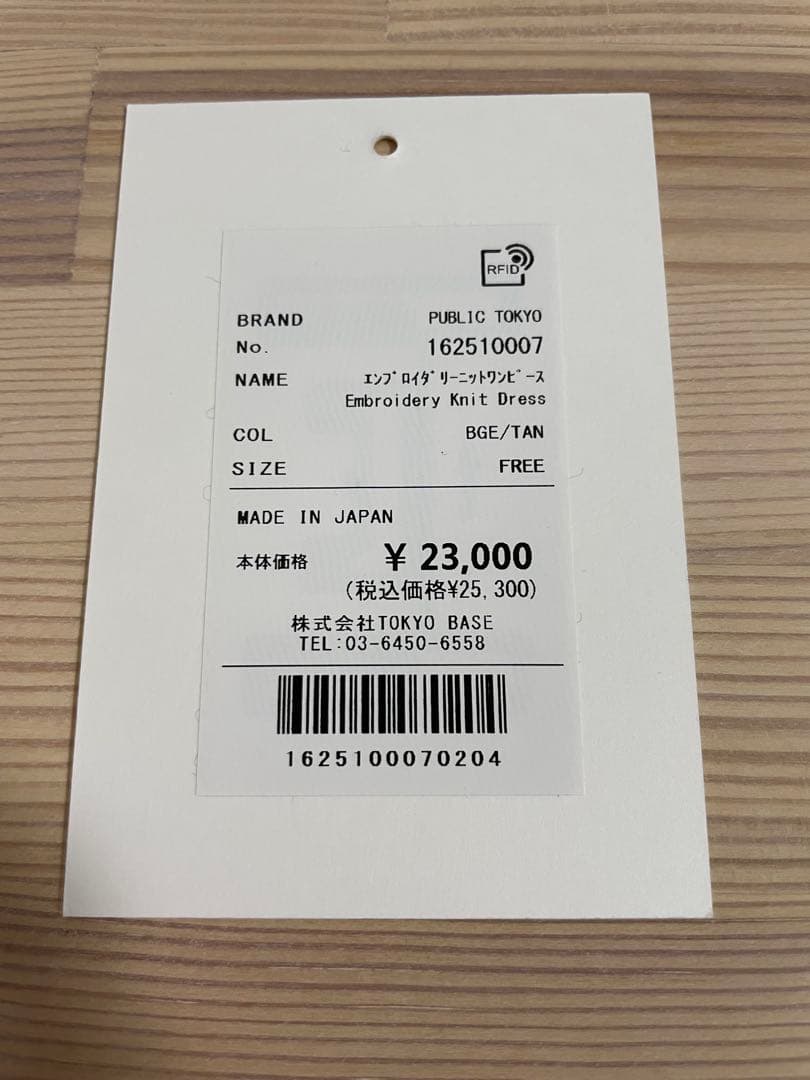 RFID
BRAND PUBLIC TOKYO
No. 162510007
NAME ｴﾝﾌﾞﾛｲﾀﾞﾘｰﾆｯﾄﾜﾝﾋﾟｰｽ
Embroidery Knit Dress
COL BGE/TAN
SIZE FREE
MADE IN JAPAN
本体価格 ¥ 23,000
(税込価格¥25,300)
株式会社TOKYO BASE
TEL:03-6450-6558
1625100070204